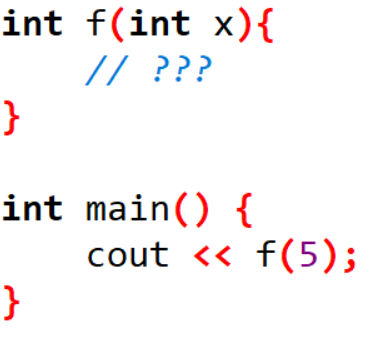 int f(int x){
// ???
}
int main() {
cout << f(5);
}